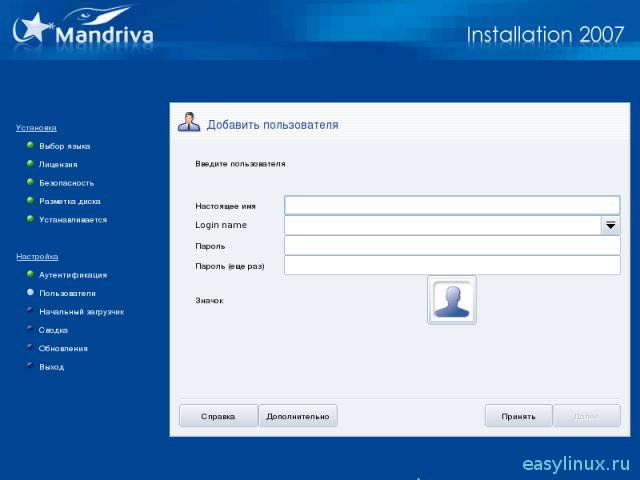 Mandriva
Installation 2007
Установка
Выбор языка
Лицензия
Безопасность
Разметка диска
Устанавливается
Настройка
Аутентификация
Пользователи
Начальный загрузчик
Сводка
Обновления
Выход
Добавить пользователя
Введите пользователя
Настоящее имя
Login name
Пароль
Пароль (еще раз)
Значок
Справка
Дополнительно
Принять
Далее
easylinux.ru